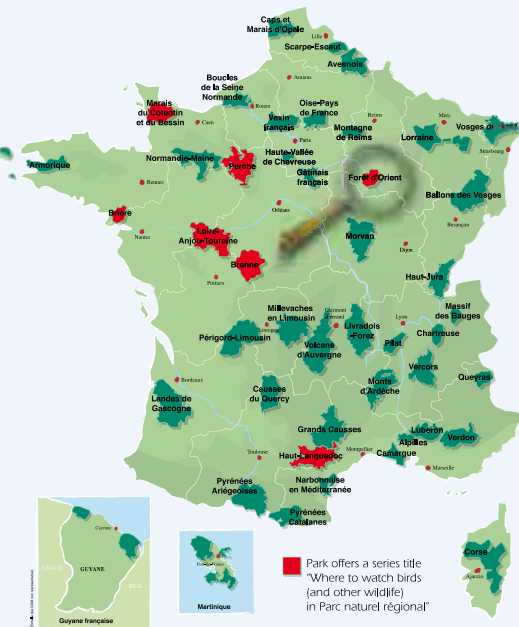 Caps et
Marais d'Opale
Lille
Scarpe-Escaut
Avesnois
Amiens
Boucles
de la Seine
Normande
Rouen
Oise-Pays
de France
Vexin
français
Marais
du Cotentin
et du Bessin
Caen
Reims
Montagne
de Reims
Metz
Lorraine
Vosges du
Strasbourg
Paris
Haute-Vallée
de Chevreuse
Normandie-Maine
Perche
Armorique
Gâtinais
français
Forêt d'Orient
Rennes
Ballons des Vosges
Orléans
Brière
Nantes
Loire-
Anjou-Touraine
Besançon
Morvan
Dijon
Brenne
Poitiers
Haut-Jura
Millevaches
en Limousin
Limoges
Clermont
Ferrand
Lyon
Massif
des Bauges
Périgord-Limousin
Volcans
d'Auvergne
Livradois
-Forez
Pilat
Chartreuse
Vercors
Queyras
Bordeaux
Landes de
Gascogne
Causses
du Quercy
Monts
d'Ardèche
Grands Causses
Luberon
Alpilles
Verdon
Camargue
Toulouse
Haut-Languedoc
Montpellier
Marseille
Narbonnaise
en Méditerranée
Pyrénées
Ariégeoises
Pyrénées
Catalanes
Cayenne
GUYANE
Guyane française
Fort-de-France
Martinique
Corse
Ajaccio
Park offers a series title
"Where to watch birds
(and other wildlife)
in Parc naturel régional"